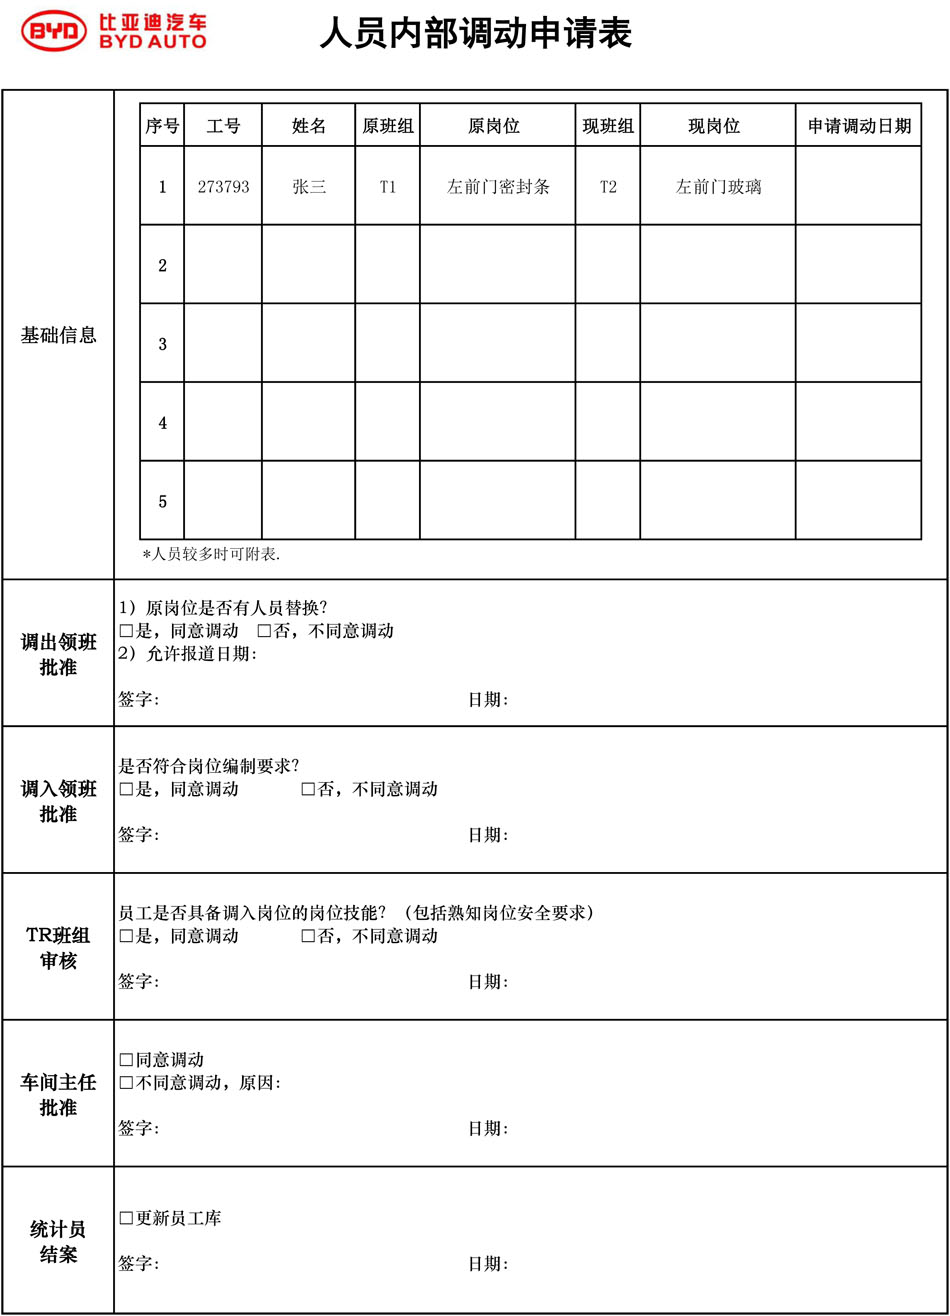 BYD 比亚迪汽车
BYD AUTO
人员内部调动申请表
基础信息
序号 工号 姓名 原班组 原岗位 现班组 现岗位 申请调动日期
1 273793 张三 T1 左前门密封条 T2 左前门玻璃
2
3
4
5
*人员较多时可附表.
调出领班
批准
1）原岗位是否有人员替换？
□是，同意调动 □否，不同意调动
2）允许报道日期：
签字： 日期：
调入领班
批准
是否符合岗位编制要求？
□是，同意调动 □否，不同意调动
签字： 日期：
TR班组
审核
员工是否具备调入岗位的岗位技能？（包括熟知岗位安全要求）
□是，同意调动 □否，不同意调动
签字： 日期：
车间主任
批准
□同意调动
□不同意调动，原因：
签字： 日期：
统计员
结案
□更新员工库
签字： 日期：